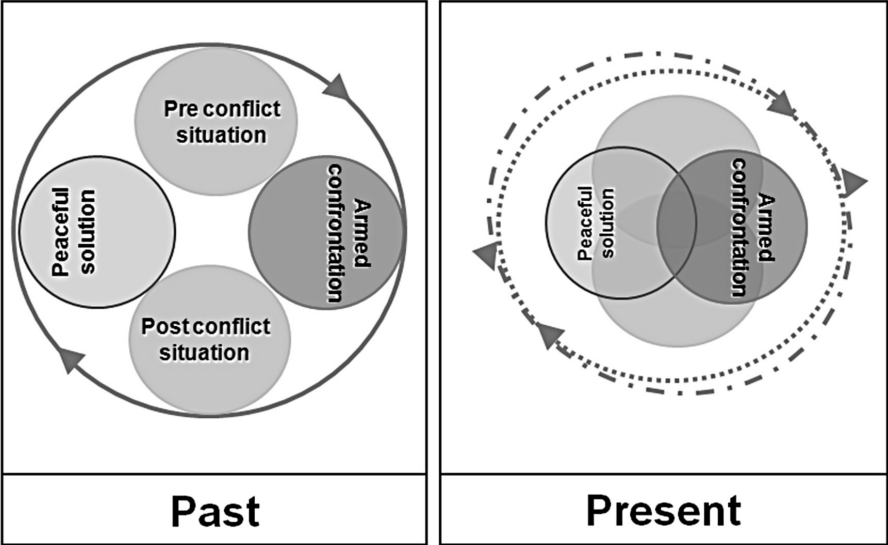 Pre conflict
situation
Peaceful
solution
Armed
confrontation
Post conflict
situation
Past
Peaceful
solution
Armed
confrontation
Present